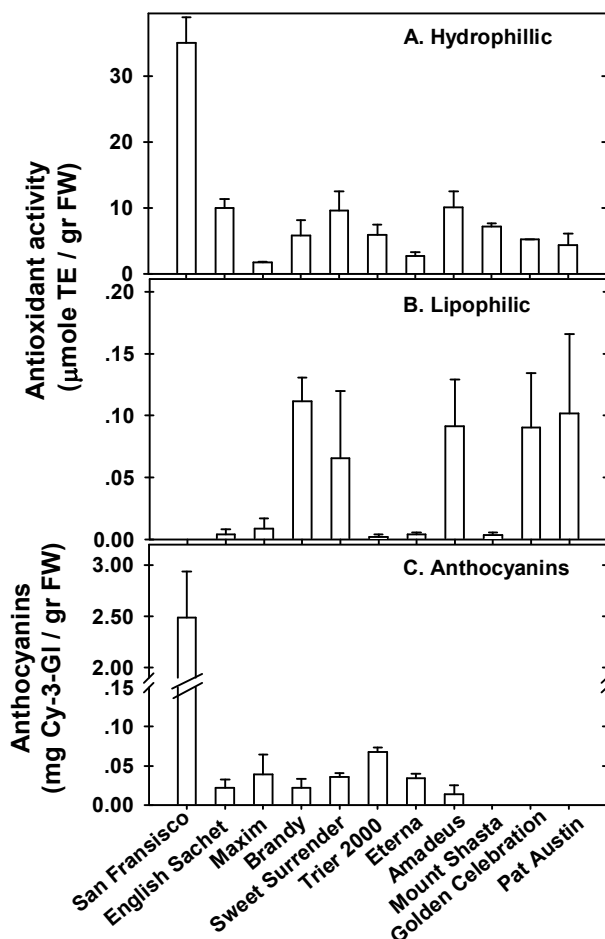 A. Hydrophillic
30
20
10
0
Antioxidant activity
(µmole TE / gr FW)
B. Lipophilic
.20
.15
.10
.05
0.00
C. Anthocyanins
3.00
2.50
2.00
.15
.10
.05
0.00
Anthocyanins
(mg Cy-3-Gl / gr FW)
San Fransisco
English Sachet
Maxim
Brandy
Sweet Surrender
Trier 2000
Eterna
Amadeus
Mount Shasta
Golden Celebration
Pat Austin